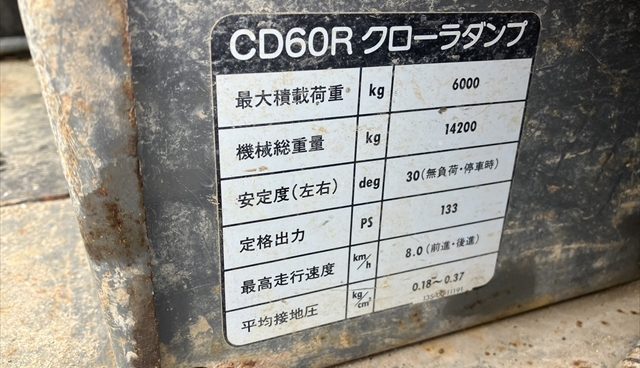 CD60R クローラダンプ
最大積載荷重 kg 6000
機械総重量 kg 14200
安定度(左右) deg 30(無負荷・停車時)
定格出力 PS 133
最高走行速度 km/h 8.0(前進・後進)
平均接地圧 kg/cm² 0.18〜0.37